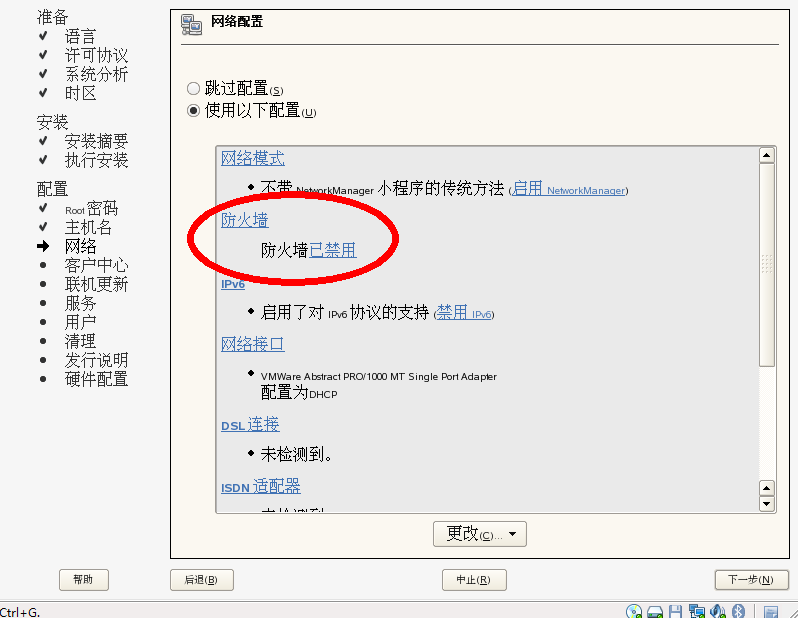 准备
语言
许可协议
系统分析
时区
安装
安装摘要
执行安装
配置
Root 密码
主机名
网络
客户中心
联机更新
服务
用户
清理
发行说明
硬件配置
网络配置
跳过配置(S)
使用以下配置(U)
网络模式
不带 NetworkManager 小程序的传统方法 (启用 NetworkManager)
防火墙
防火墙已禁用
IPv6
启用了对 IPv6 协议的支持 (禁用 IPv6)
网络接口
VMWare Abstract PRO/1000 MT Single Port Adapter
配置为DHCP
DSL 连接
未检测到。
ISDN 适配器
更改(C)...
帮助
后退(B)
中止(R)
下一步(N)
Ctrl+G.